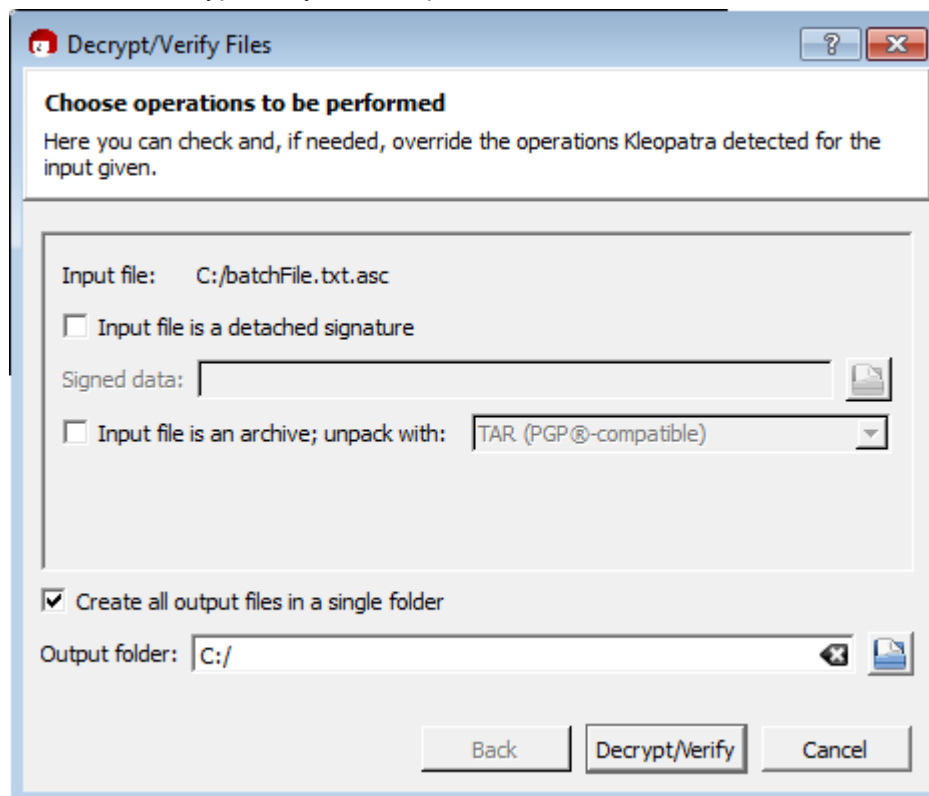 Decrypt/Verify Files
Choose operations to be performed
Here you can check and, if needed, override the operations Kleopatra detected for the
input given.
Input file: C:/batchFile.txt.asc
Input file is a detached signature
Signed data:
Input file is an archive; unpack with: TAR (PGP®-compatible)
Create all output files in a single folder
Output folder: C:/
Back Decrypt/Verify Cancel